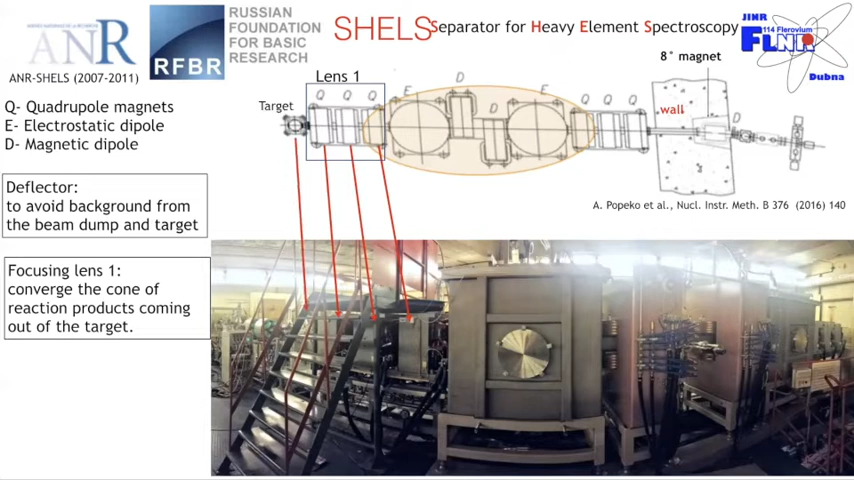 ANR
RFBR
RUSSIAN
FOUNDATION
FOR BASIC
RESEARCH
SHELS
Separator for Heavy Element Spectroscopy
JINR
114 Flerovium
FLNR
Dubna
ANR-SHELS (2007-2011)
Q- Quadrupole magnets
E- Electrostatic dipole
D- Magnetic dipole
Lens 1
Target
Q Q Q E D D E Q Q Q
8° magnet
wall
D
A. Popeko et al., Nucl. Instr. Meth. B 376 (2016) 140
Deflector:
to avoid background from
the beam dump and target
Focusing lens 1:
converge the cone of
reaction products coming
out of the target.